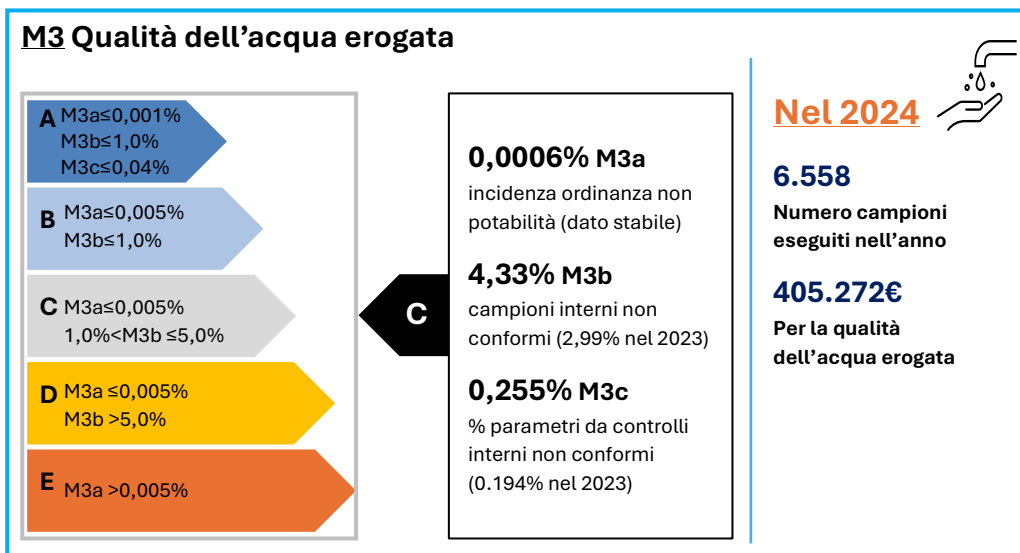 M3 Qualità dell’acqua erogata
A M3a≤0,001%
M3b≤1,0%
M3c≤0,04%
B M3a≤0,005%
M3b≤1,0%
C M3a≤0,005%
1,0%<M3b ≤5,0%
D M3a ≤0,005%
M3b >5,0%
E M3a >0,005%
C
0,0006% M3a
incidenza ordinanza non
potabilità (dato stabile)
4,33% M3b
campioni interni non
conformi (2,99% nel 2023)
0,255% M3c
% parametri da controlli
interni non conformi
(0.194% nel 2023)
Nel 2024
6.558
Numero campioni
eseguiti nell’anno
405.272€
Per la qualità
dell’acqua erogata